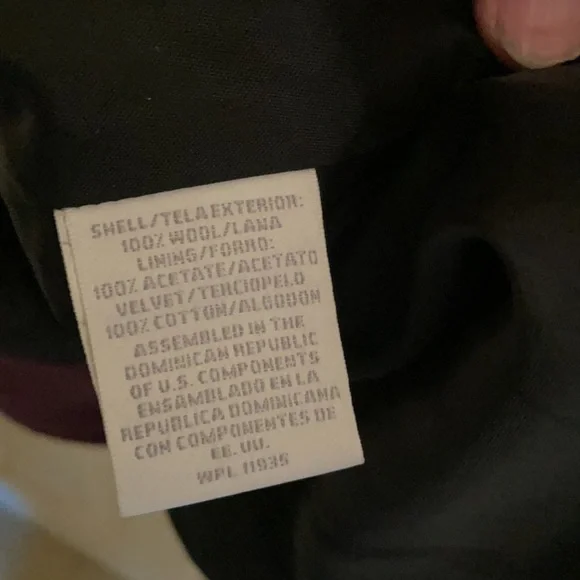 SHELL/TELA EXTERIOR:
100% WOOL/LANA
LINING/FORRO:
100% ACETATE/ACETATO
VELVET/TERCIOPELO
100% COTTON/ALGODON
ASSEMBLED IN THE
DOMINICAN REPUBLIC
OF U.S. COMPONENTS
ENSAMBLADO EN LA
REPUBLICA DOMINICANA
CON COMPONENTES DE
EE. UU.
WPL 11935